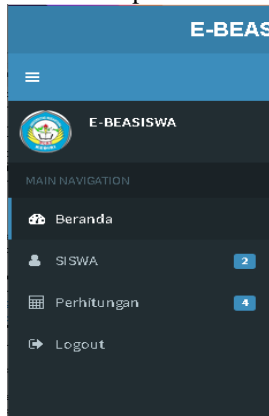 E-BEAS
E-BEASISWA
MAIN NAVIGATION
Beranda
SISWA 2
Perhitungan 4
Logout